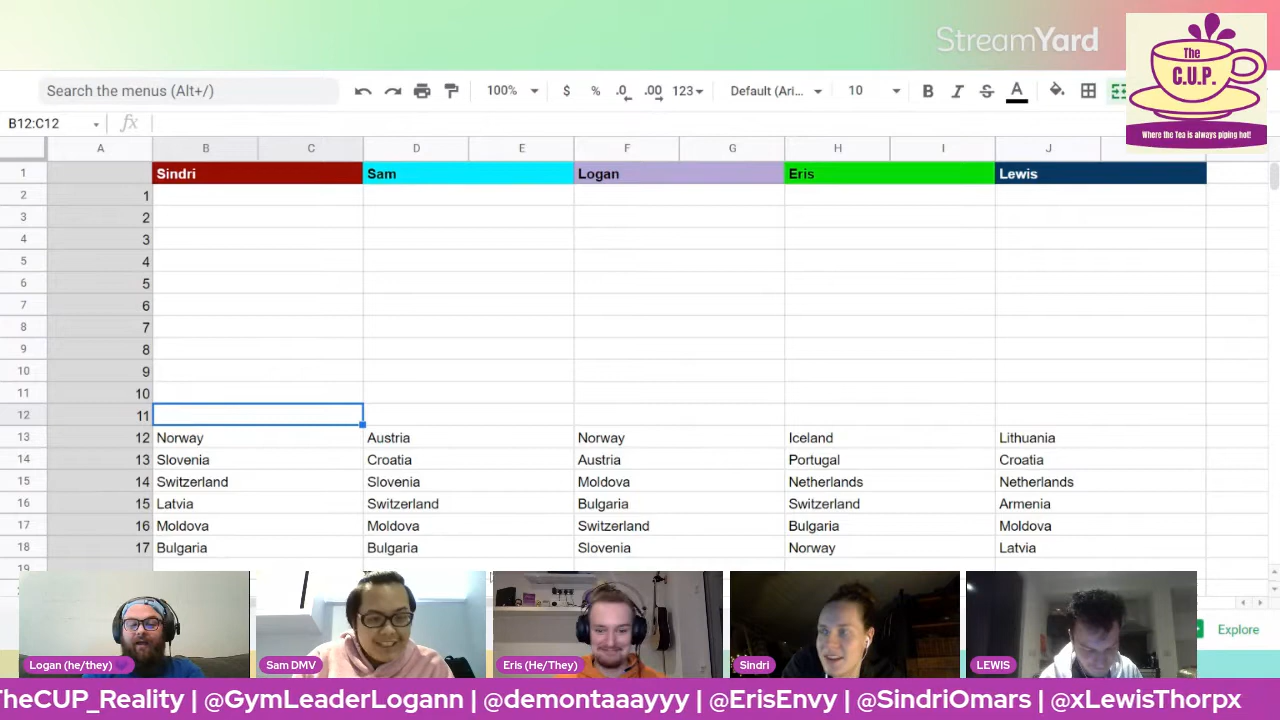 StreamYard
The
C.U.P.
Where the Tea is always piping hot!
Search the menus (Alt+/)
100%
$
%
.0
.00
123
Default (Ari...
10
B
I
S
A
B12:C12
fx
A B C D E F G H I J
1 Sindri Sam Logan Eris Lewis
2 1
3 2
4 3
5 4
6 5
7 6
8 7
9 8
10 9
11 10
12 11
13 12 Norway Austria Norway Iceland Lithuania
14 13 Slovenia Croatia Austria Portugal Croatia
15 14 Switzerland Slovenia Moldova Netherlands Netherlands
16 15 Latvia Switzerland Bulgaria Switzerland Armenia
17 16 Moldova Moldova Switzerland Bulgaria Moldova
18 17 Bulgaria Bulgaria Slovenia Norway Latvia
19
Explore
Logan (he/they)
Sam DMV
Eris (He/They)
Sindri
LEWIS
TheCUP_Reality | @GymLeaderLogann | @demontaaayyy | @ErisEnvy | @SindriOmars | @xLewisThorpx